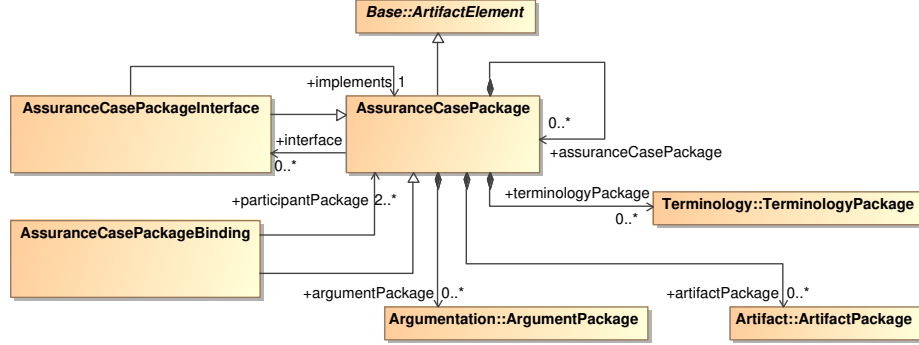 Base::ArtifactElement
+implements 1
AssuranceCasePackageInterface
AssuranceCasePackage
0..*
+interface
+assuranceCasePackage
0..*
+participantPackage 2..*
+terminologyPackage
Terminology::TerminologyPackage
0..*
AssuranceCasePackageBinding
+argumentPackage 0..*
+artifactPackage 0..*
Argumentation::ArgumentPackage
Artifact::ArtifactPackage